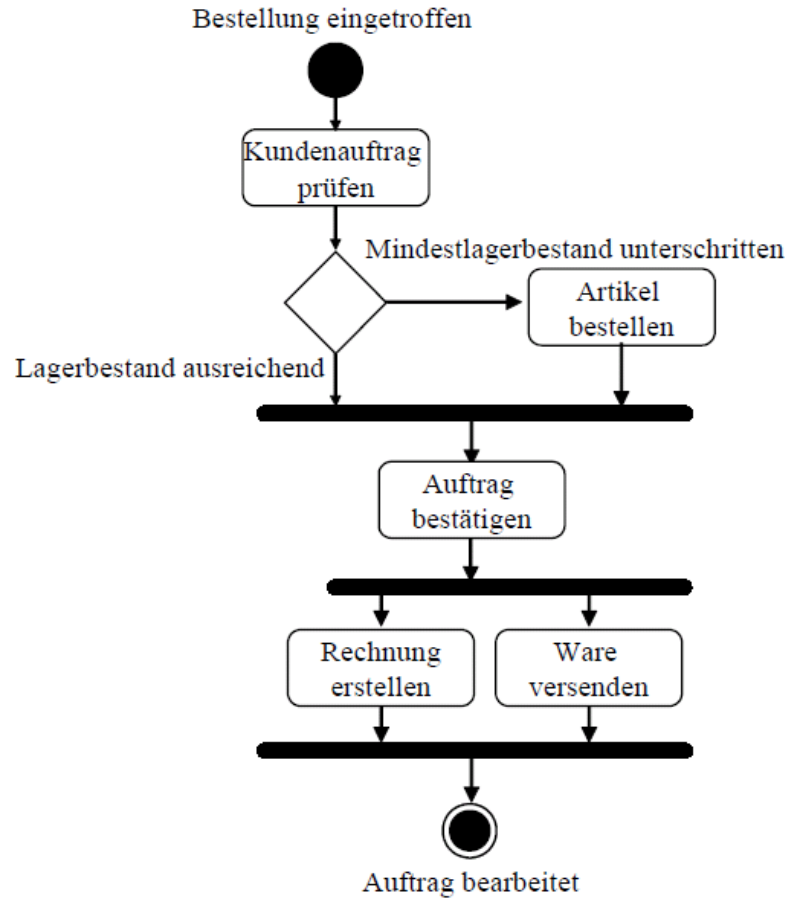 Bestellung eingetroffen
Kundenauftrag
prüfen
Mindestlagerbestand unterschritten
Artikel
bestellen
Lagerbestand ausreichend
Auftrag
bestätigen
Rechnung
erstellen
Ware
versenden
Auftrag bearbeitet